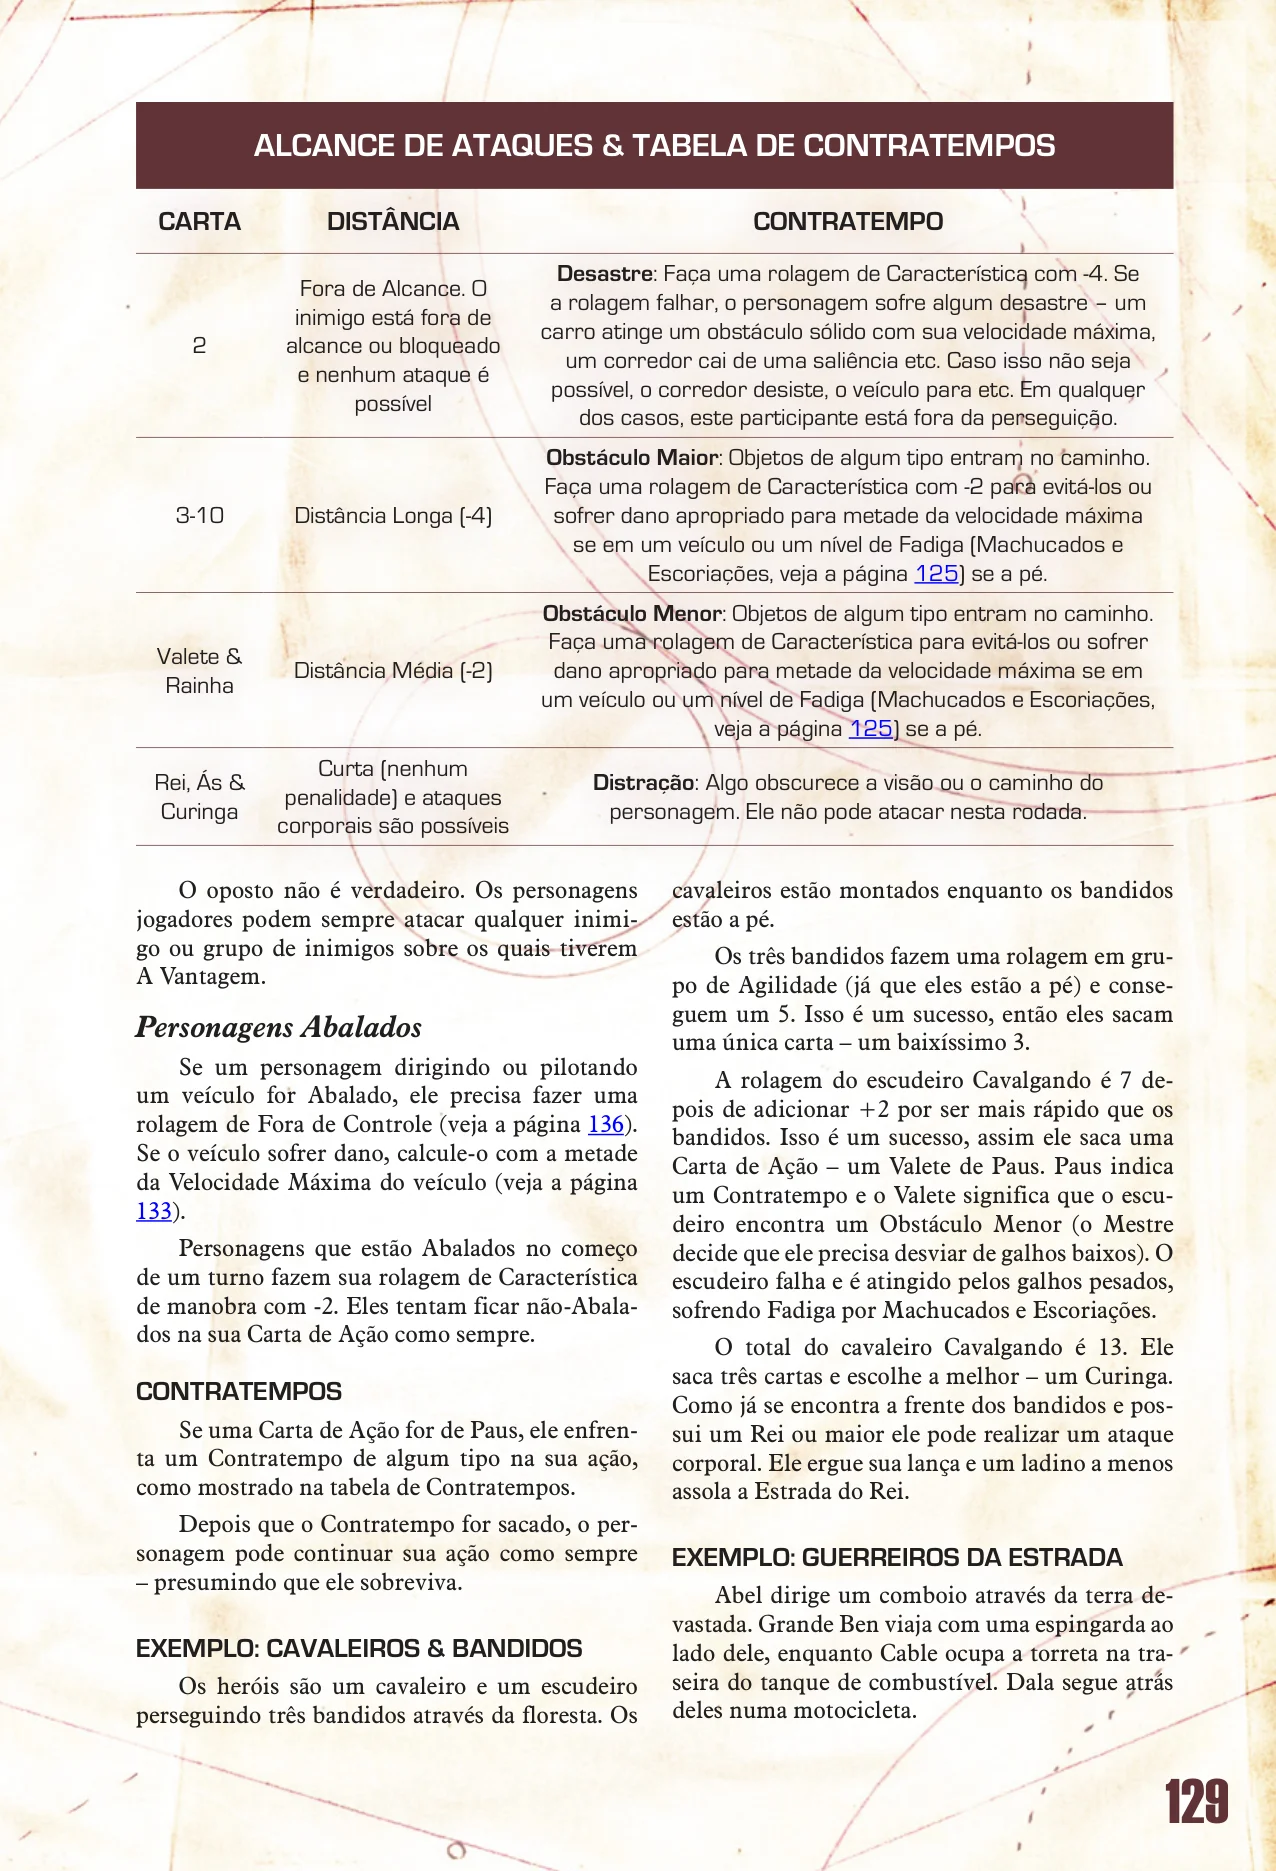 ALCANCE DE ATAQUES & TABELA DE CONTRATEMPOS
CARTA DISTÂNCIA CONTRATEMPO
2
Fora de Alcance. O
inimigo está fora de
alcance ou bloqueado
e nenhum ataque é
possível
Desastre: Faça uma rolagem de Característica com -4. Se
a rolagem falhar, o personagem sofre algum desastre – um
carro atinge um obstáculo sólido com sua velocidade máxima,
um corredor cai de uma saliência etc. Caso isso não seja
possível, o corredor desiste, o veículo para etc. Em qualquer
dos casos, este participante está fora da perseguição.
3-10
Distância Longa (-4)
Obstáculo Maior: Objetos de algum tipo entram no caminho.
Faça uma rolagem de Característica com -2 para evitá-los ou
sofrer dano apropriado para metade da velocidade máxima
se em um veículo ou um nível de Fadiga (Machucados e
Escoriações, veja a página 125) se a pé.
Valete &
Rainha
Distância Média (-2)
Obstáculo Menor: Objetos de algum tipo entram no caminho.
Faça uma rolagem de Característica para evitá-los ou sofrer
dano apropriado para metade da velocidade máxima se em
um veículo ou um nível de Fadiga (Machucados e Escoriações,
veja a página 125) se a pé.
Rei, Ás &
Curinga
Curta (nenhum
penalidade) e ataques
corporais são possíveis
Distração: Algo obscurece a visão ou o caminho do
personagem. Ele não pode atacar nesta rodada.
O oposto não é verdadeiro. Os personagens
jogadores podem sempre atacar qualquer inimi-
go ou grupo de inimigos sobre os quais tiverem
A Vantagem.
Personagens Abalados
Se um personagem dirigindo ou pilotando
um veículo for Abalado, ele precisa fazer uma
rolagem de Fora de Controle (veja a página 136).
Se o veículo sofrer dano, calcule-o com a metade
da Velocidade Máxima do veículo (veja a página
133).
Personagens que estão Abalados no começo
de um turno fazem sua rolagem de Característica
de manobra com -2. Eles tentam ficar não-Abala-
dos na sua Carta de Ação como sempre.
CONTRATEMPOS
Se uma Carta de Ação for de Paus, ele enfren-
ta um Contratempo de algum tipo na sua ação,
como mostrado na tabela de Contratempos.
Depois que o Contratempo for sacado, o per-
sonagem pode continuar sua ação como sempre
– presumindo que ele sobreviva.
EXEMPLO: CAVALEIROS & BANDIDOS
Os heróis são um cavaleiro e um escudeiro
perseguindo três bandidos através da floresta. Os
cavaleiros estão montados enquanto os bandidos
estão a pé.
Os três bandidos fazem uma rolagem em gru-
po de Agilidade (já que eles estão a pé) e conse-
guem um 5. Isso é um sucesso, então eles sacam
uma única carta – um baixíssimo 3.
A rolagem do escudeiro Cavalgando é 7 de-
pois de adicionar +2 por ser mais rápido que os
bandidos. Isso é um sucesso, assim ele saca uma
Carta de Ação – um Valete de Paus. Paus indica
um Contratempo e o Valete significa que o escu-
deiro encontra um Obstáculo Menor (o Mestre
decide que ele precisa desviar de galhos baixos). O
escudeiro falha e é atingido pelos galhos pesados,
sofrendo Fadiga por Machucados e Escoriações.
O total do cavaleiro Cavalgando é 13. Ele
saca três cartas e escolhe a melhor – um Curinga.
Como já se encontra a frente dos bandidos e pos-
sui um Rei ou maior ele pode realizar um ataque
corporal. Ele ergue sua lança e um ladino a menos
assola a Estrada do Rei.
EXEMPLO: GUERREIROS DA ESTRADA
Abel dirige um comboio através da terra de-
vastada. Grande Ben viaja com uma espingarda ao
lado dele, enquanto Cable ocupa a torreta na tra-
seira do tanque de combustível. Dala segue atrás
deles numa motocicleta.
129